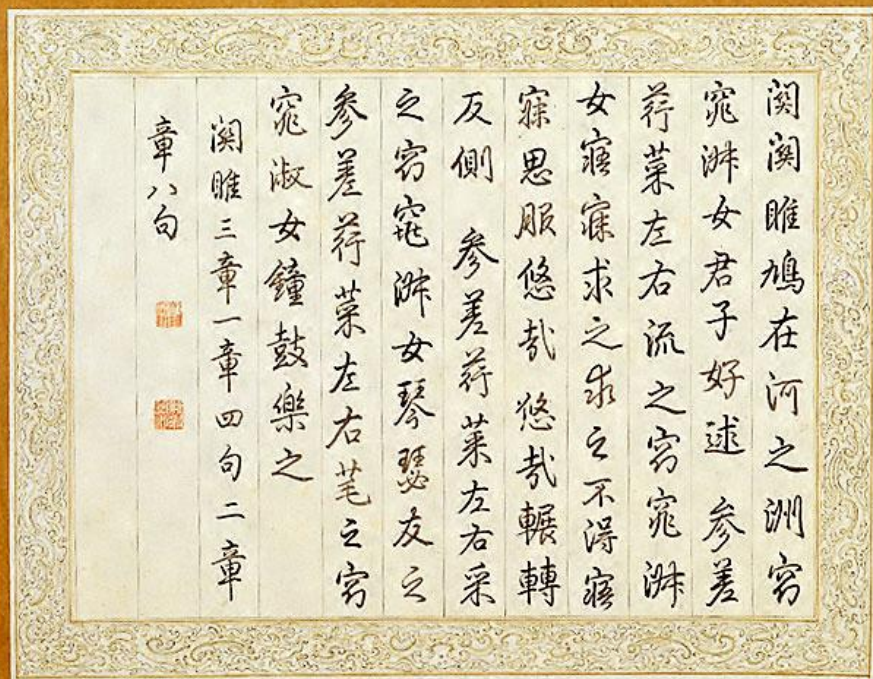 關關雎鳩在河之洲窈
窕淑女君子好逑 參差
荇菜左右流之窈窕淑
女寤寐求之求之不得寤
寐思服悠哉悠哉輾轉
反側 參差荇菜左右采
之窈窕淑女琴瑟友之
參差荇菜左右芼之窈
窕淑女鐘鼓樂之
關雎三章一章四句二章
章八句